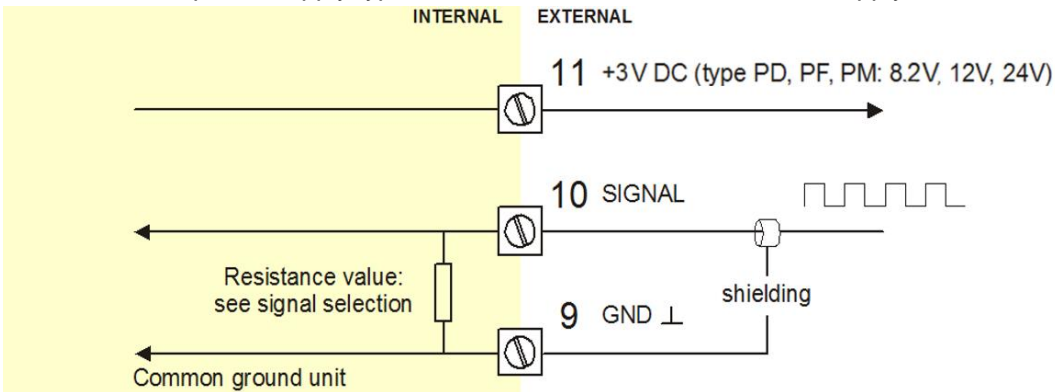 INTERNAL EXTERNAL
11 +3V DC (type PD, PF, PM: 8.2V, 12V, 24V)
10 SIGNAL
Resistance value:
see signal selection
shielding
9 GND ⊥
Common ground unit